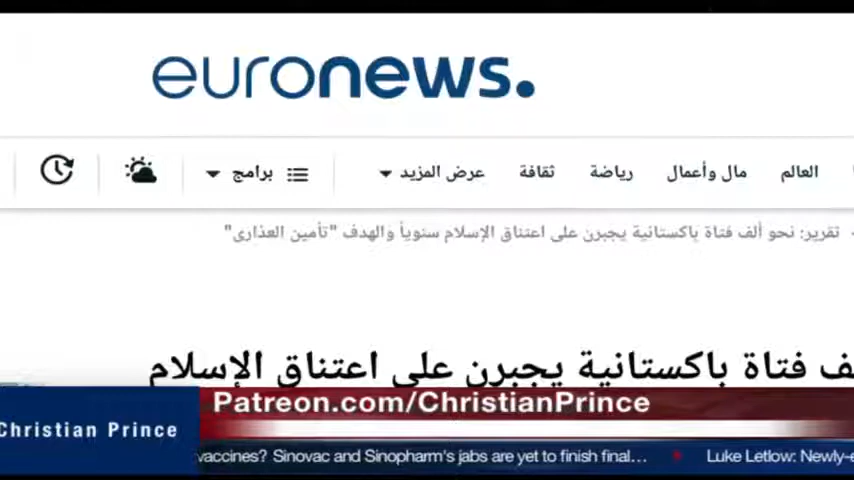 euronews.
العالم مال وأعمال رياضة ثقافة عرض المزيد برامج
تقرير: نحو ألف فتاة باكستانية يجبرن على اعتناق الإسلام سنوياً والهدف "تأمين العذارى"
فتاة باكستانية يجبرن على اعتناق الإسلام
Patreon.com/ChristianPrince
Christian Prince
vaccines? Sinovac and Sinopharm's jabs are yet to finish final... Luke Letlow: Newly-e